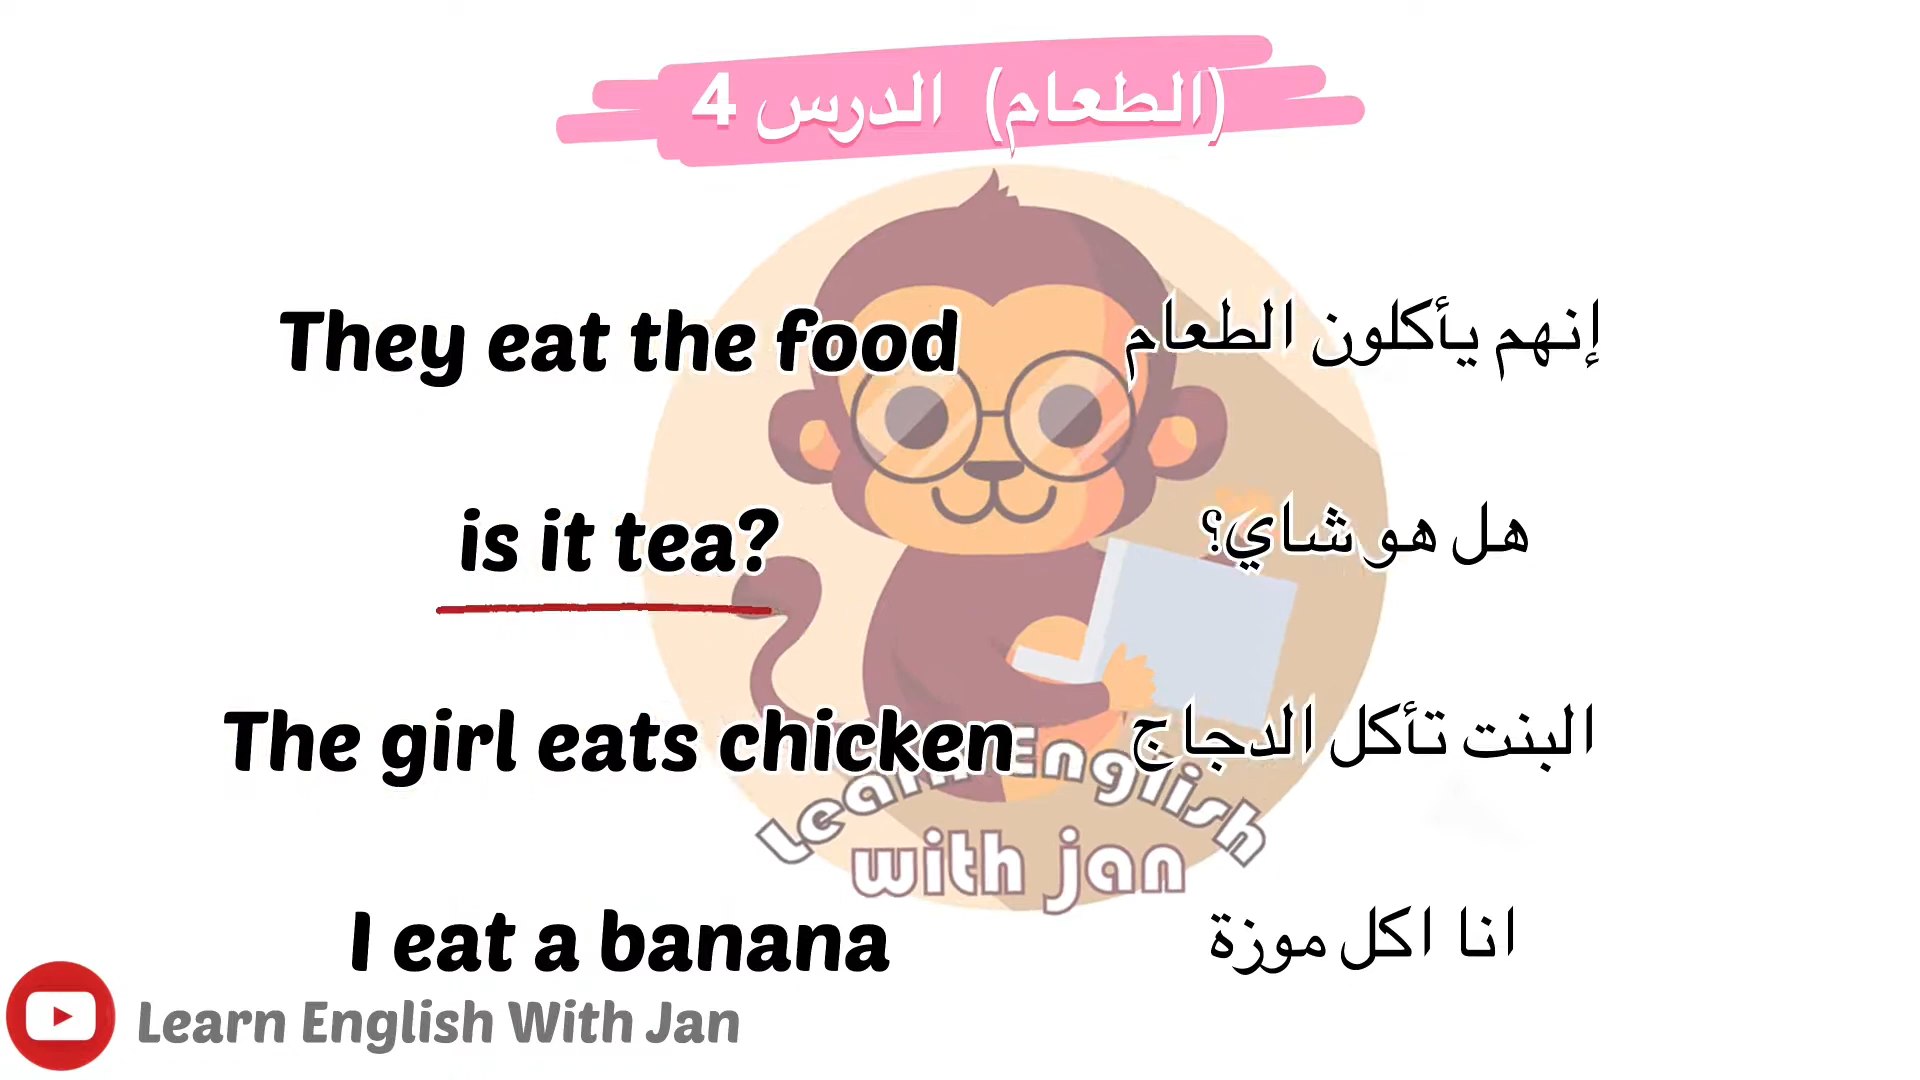 (الطعام) الدرس 4
They eat the food
إنهم يأكلون الطعام
is it tea?
هل هو شاي؟
The girl eats chicken
البنت تأكل الدجاج
Learn English
with jan
I eat a banana
انا اكل موزة
Learn English With Jan